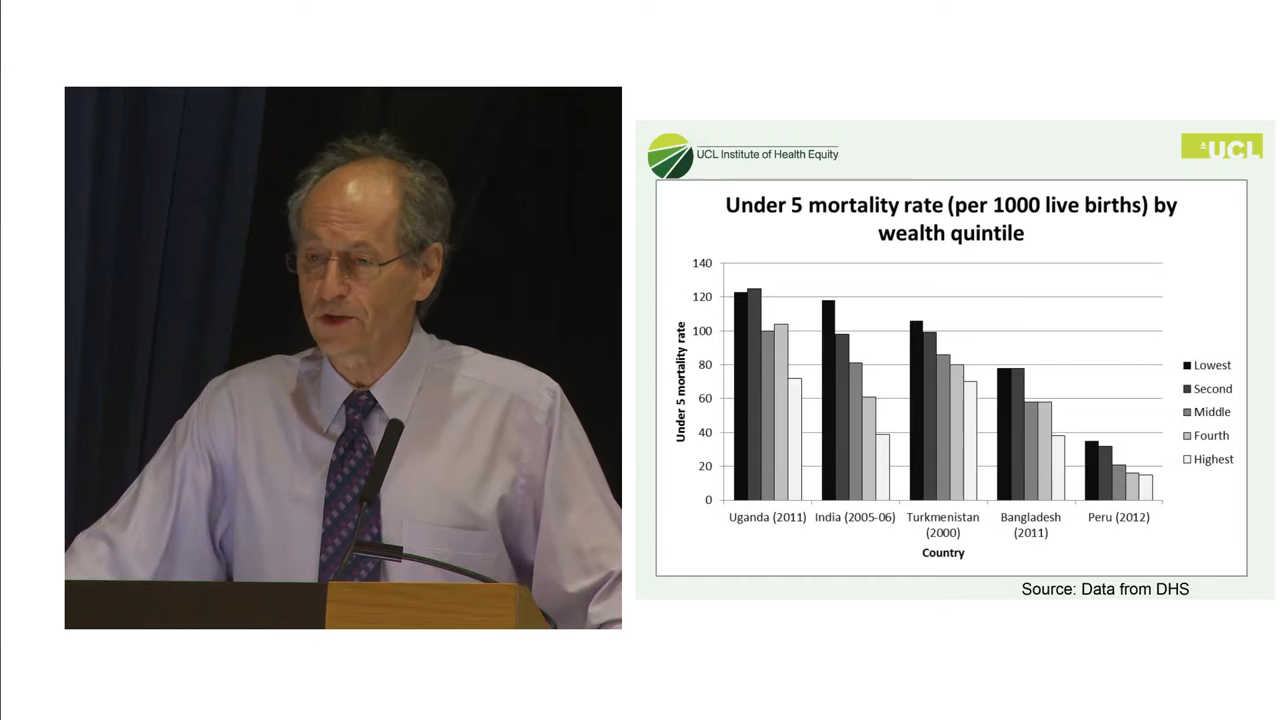 UCL Institute of Health Equity
UCL
Under 5 mortality rate (per 1000 live births) by
wealth quintile
140
120
100
80
60
40
20
0
Under 5 mortality rate
Uganda (2011)
India (2005-06)
Turkmenistan
(2000)
Bangladesh
(2011)
Peru (2012)
Country
Lowest
Second
Middle
Fourth
Highest
Source: Data from DHS